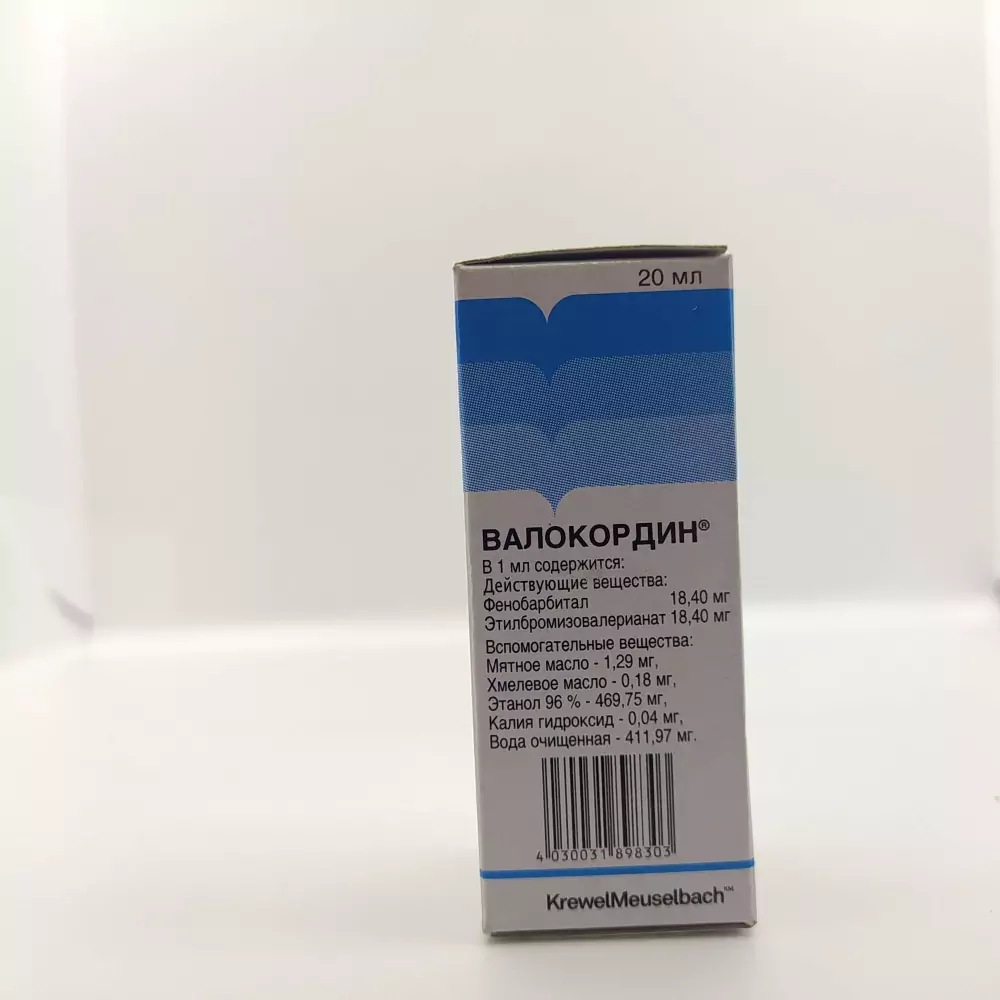 20 мл
ВАЛОКОРДИН®
В 1 мл содержится:
Действующие вещества:
Фенобарбитал 18,40 мг
Этилбромизовалерианат 18,40 мг
Вспомогательные вещества:
Мятное масло - 1,29 мг,
Хмелевое масло - 0,18 мг,
Этанол 96 % - 469,75 мг,
Калия гидроксид - 0,04 мг,
Вода очищенная - 411,97 мг.
4 030031 898303
KrewelMeuselbach™